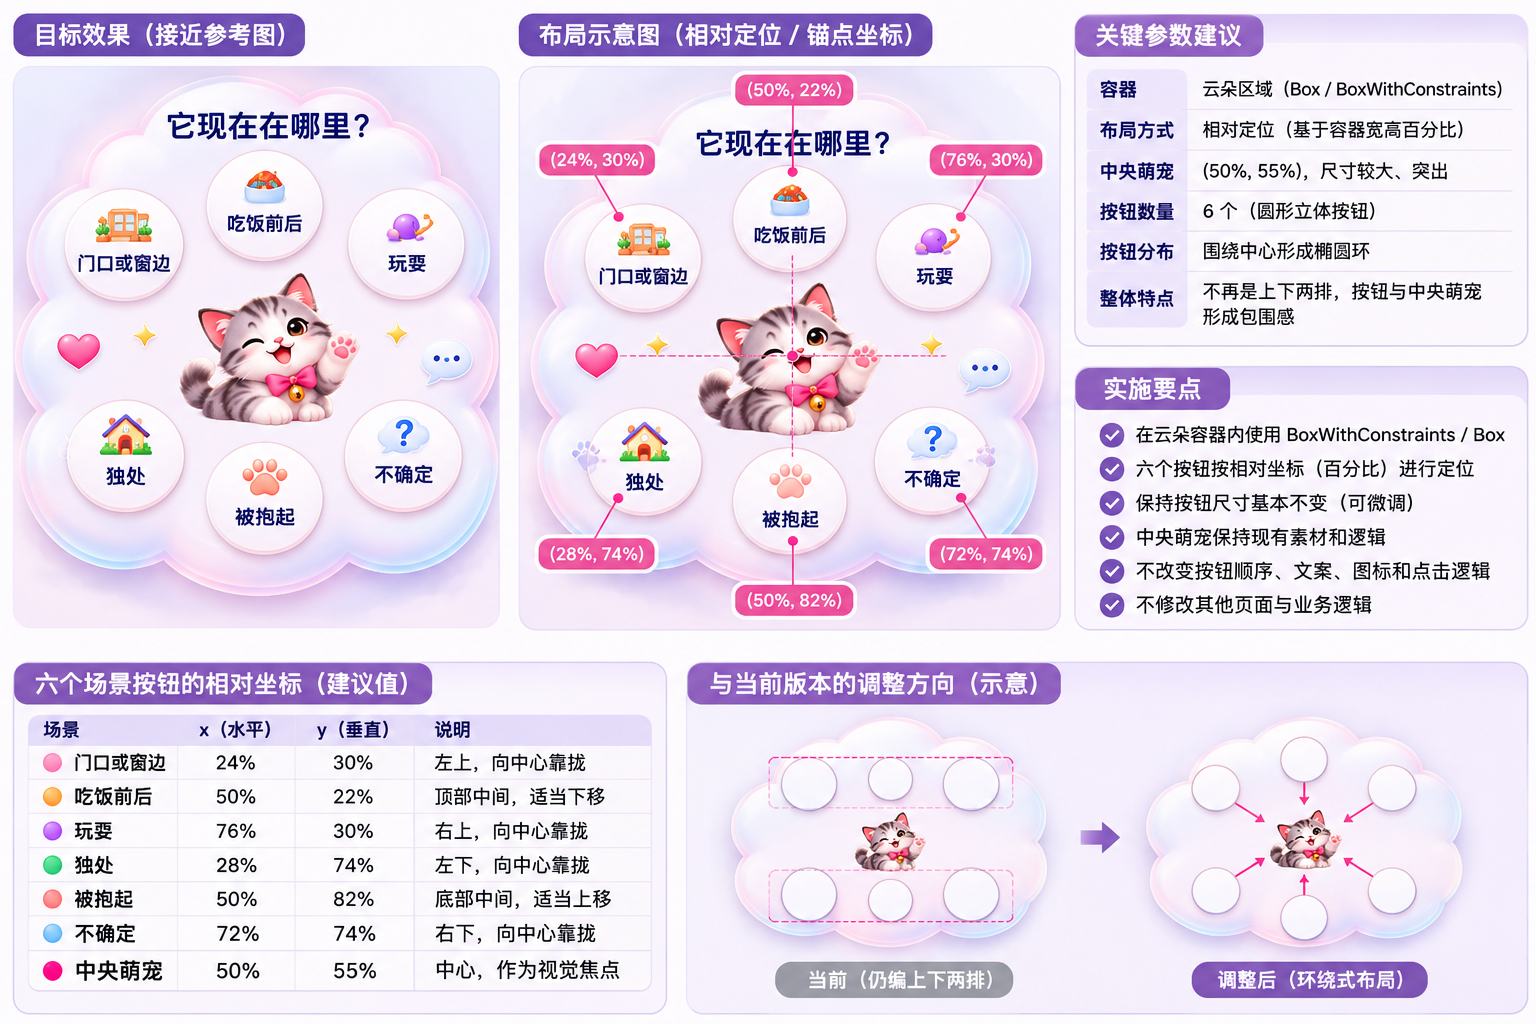 目标效果（接近参考图）
它现在在哪里？
吃饭前后
门口或窗边
玩耍
独处
不确定
被抱起
布局示意图（相对定位 / 锚点坐标）
(50%, 22%)
它现在在哪里？
(24%, 30%)
(76%, 30%)
吃饭前后
门口或窗边
玩耍
独处
不确定
被抱起
(28%, 74%)
(72%, 74%)
(50%, 82%)
关键参数建议
容器 云朵区域（Box / BoxWithConstraints）
布局方式 相对定位（基于容器宽高百分比）
中央萌宠 (50%, 55%)，尺寸较大、突出
按钮数量 6 个（圆形立体按钮）
按钮分布 围绕中心形成椭圆环
整体特点 不再是上下两排，按钮与中央萌宠
形成包围感
实施要点
在云朵容器内使用 BoxWithConstraints / Box
六个按钮按相对坐标（百分比）进行定位
保持按钮尺寸基本不变（可微调）
中央萌宠保持现有素材和逻辑
不改变按钮顺序、文案、图标和点击逻辑
不修改其他页面与业务逻辑
六个场景按钮的相对坐标（建议值）
场景 x（水平） y（垂直） 说明
门口或窗边 24% 30% 左上，向中心靠拢
吃饭前后 50% 22% 顶部中间，适当下移
玩耍 76% 30% 右上，向中心靠拢
独处 28% 74% 左下，向中心靠拢
被抱起 50% 82% 底部中间，适当上移
不确定 72% 74% 右下，向中心靠拢
中央萌宠 50% 55% 中心，作为视觉焦点
与当前版本的调整方向（示意）
当前（仍编上下两排）
调整后（环绕式布局）